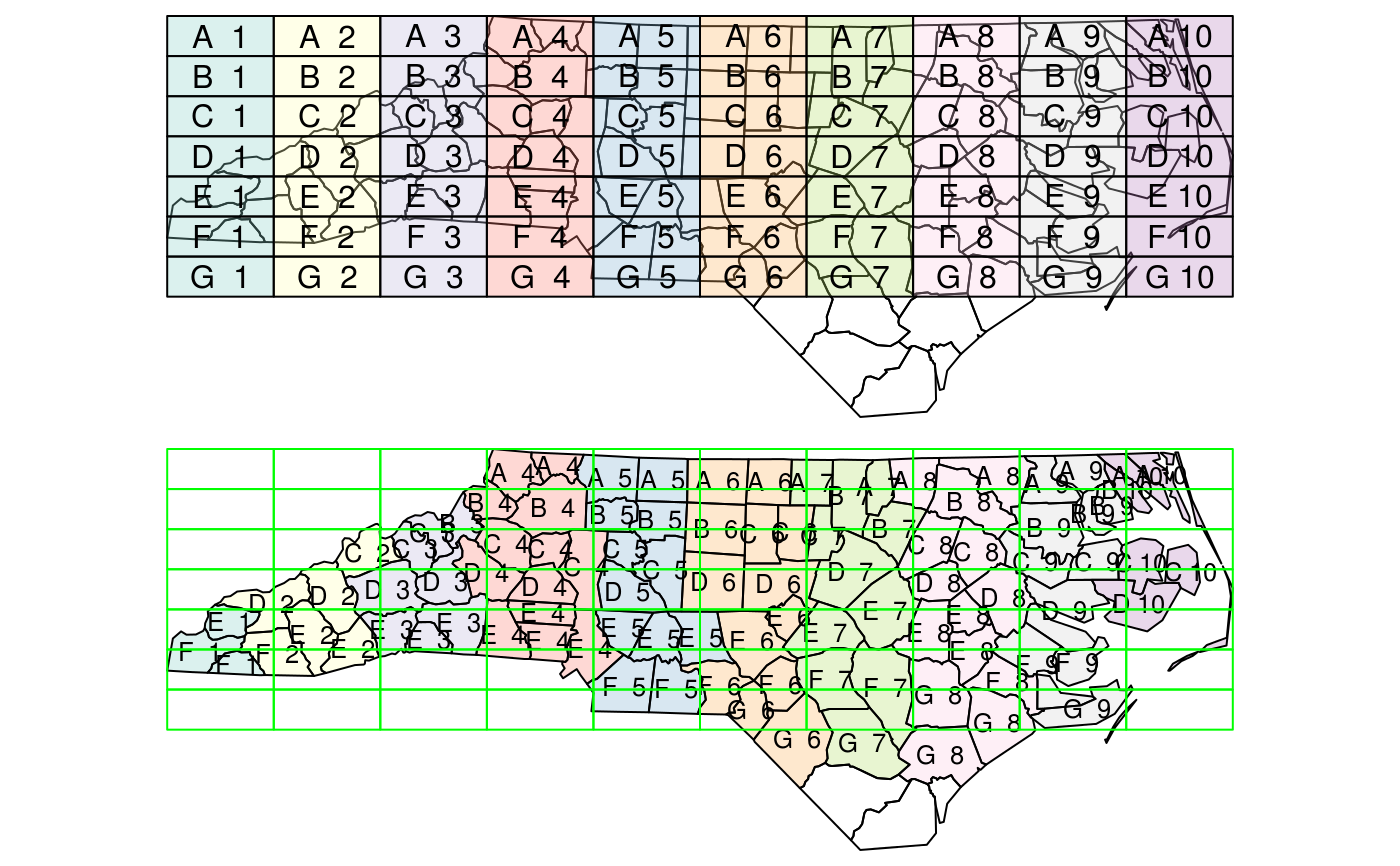 A 1 A 2 A 3 A 4 A 5 A 6 A 7 A 8 A 9 A 10
B 1 B 2 B 3 B 4 B 5 B 6 B 7 B 8 B 9 B 10
C 1 C 2 C 3 C 4 C 5 C 6 C 7 C 8 C 9 C 10
D 1 D 2 D 3 D 4 D 5 D 6 D 7 D 8 D 9 D 10
E 1 E 2 E 3 E 4 E 5 E 6 E 7 E 8 E 9 E 10
F 1 F 2 F 3 F 4 F 5 F 6 F 7 F 8 F 9 F 10
G 1 G 2 G 3 G 4 G 5 G 6 G 7 G 8 G 9 G 10
A 4 A 4 A 5 A 5 A 6 A 6 A 7 A 7 A 8 A 8 A 9 A 9
B 4 B 4 B 5 B 5 B 8 B 9
B 3 C 3 B 6 C 6 C 6 B 7 B 9
C 2 C 3 C 4 C 4 C 5 C 8 C 8
C 4 C 5 C 9 C 9 C 10 C 10
D 3 D 3 D 4 D 4 D 5 D 6 D 6 D 7 D 8
D 2 D 2 D 8 D 9 D 10
E 1 E 3 E 4 E 6 E 7 E 8
E 2 E 3 E 3 E 4 E 5 E 5 E 5 F 6 E 7 E 8
F 1 F 1 F 2 E 2 E 4 E 4 E 8 F 9 F 9
F 5 F 5 F 6 F 6 F 7 F 7 F 8
G 6 G 8 G 9
G 6 G 7 G 8 G 8